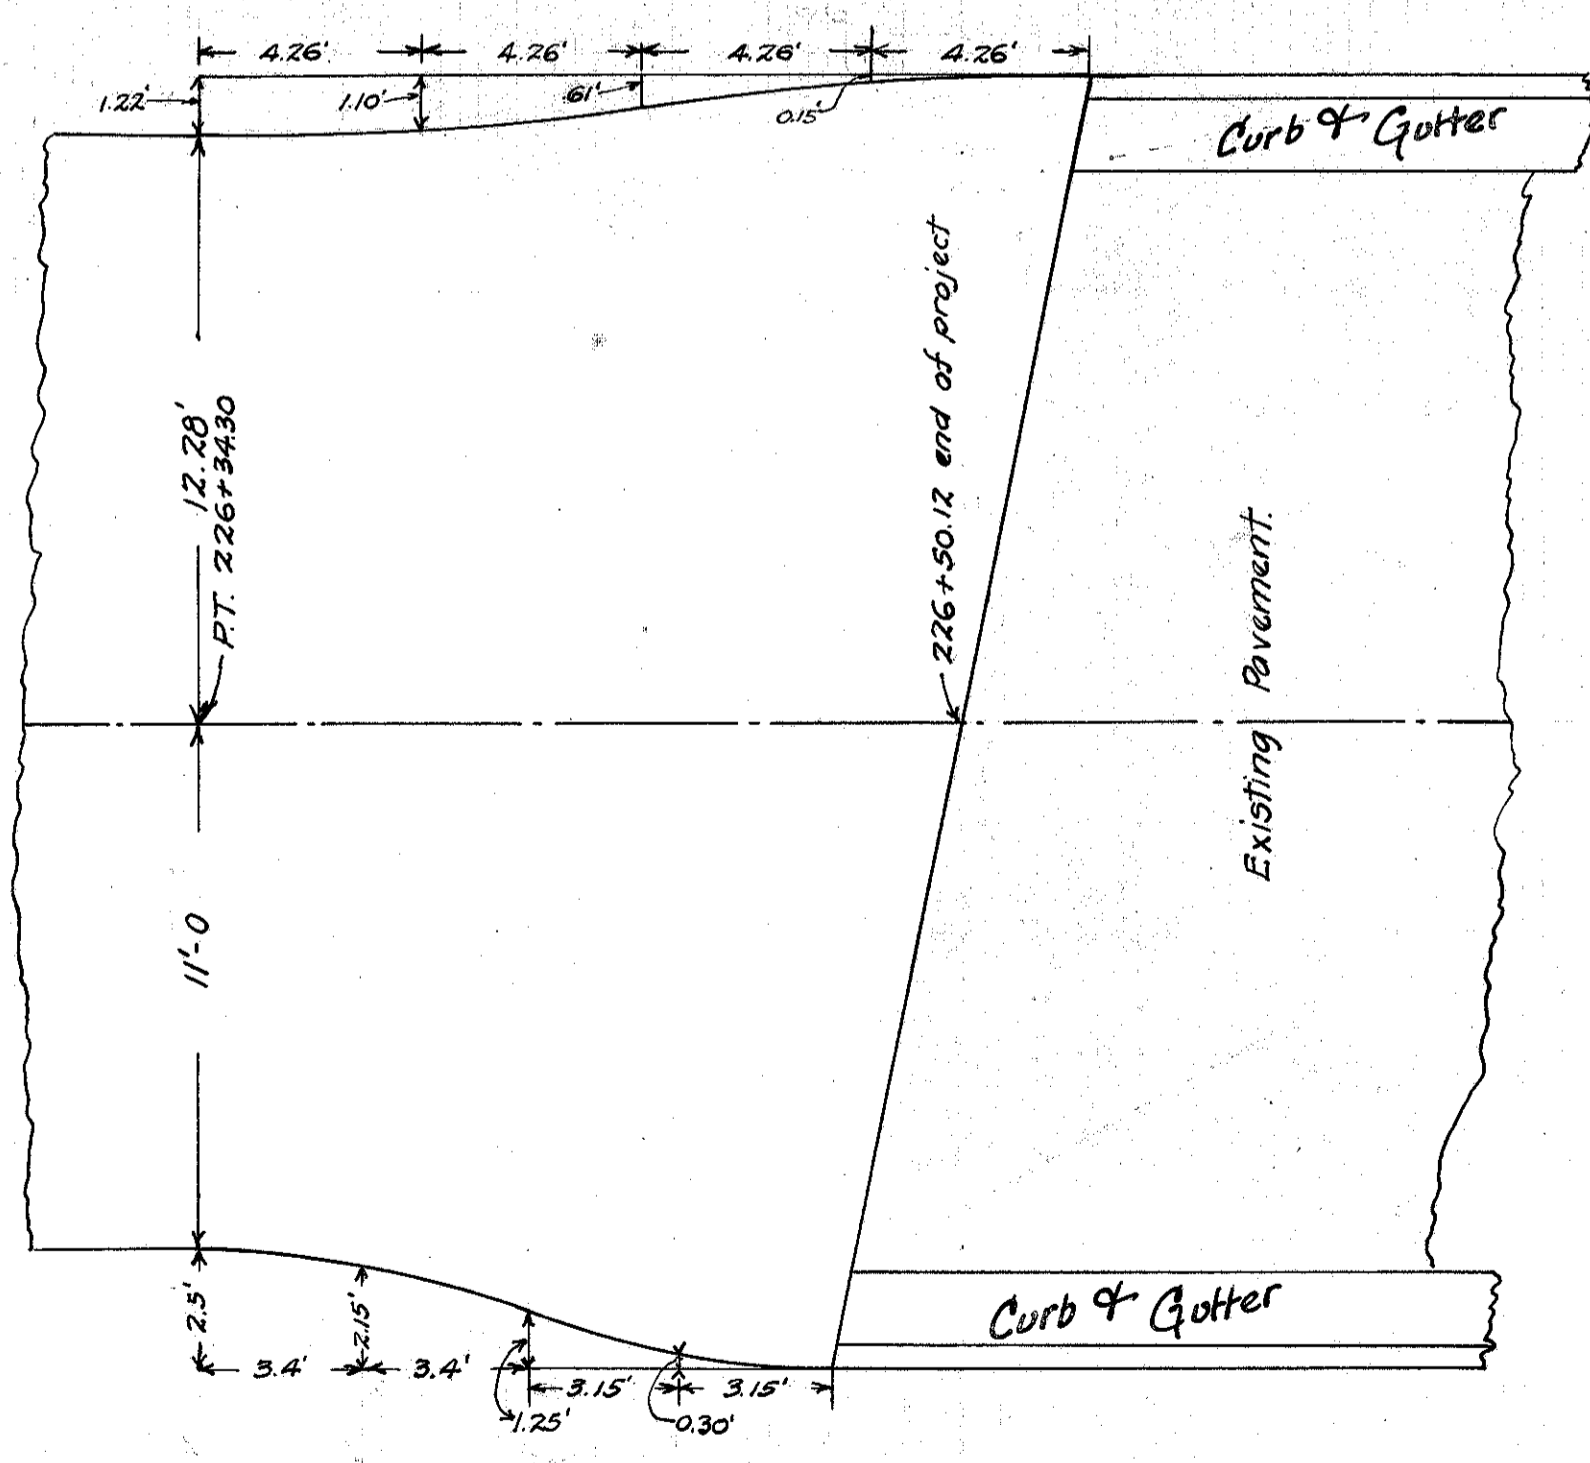 4.26' 4.26' 4.26' 4.26'
1.22' 1.10' .61' 0.15'
Curb & Gutter
12.28'
P.T. 226+34.30
226+50.12 end of project
Existing Pavement.
11'-0
2.5' 2.15'
Curb & Gutter
3.4' 3.4' 3.15' 3.15'
1.25' 0.30'